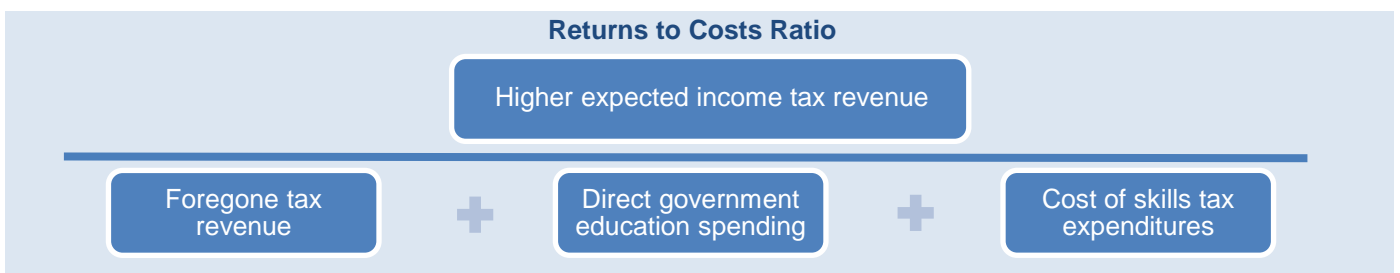 Returns to Costs Ratio
Higher expected income tax revenue
Foregone tax
revenue
Direct government
education spending
Cost of skills tax
expenditures